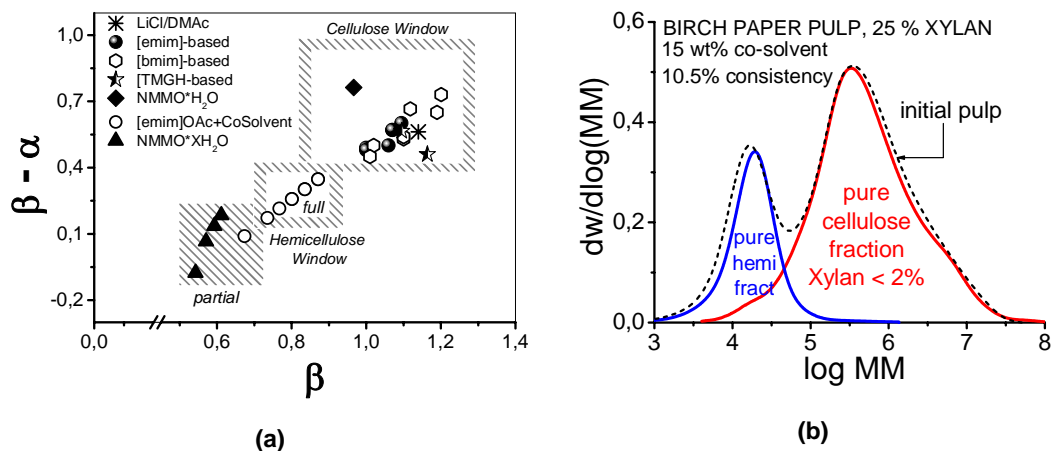 LiCl/DMAc
[emim]-based
[bmim]-based
[TMGH-based
NMMO*H2O
[emim]OAc+CoSolvent
NMMO*XH2O
Cellulose Window
full
Hemicellulose
Window
partial
1,0
0,7
0,4
0,1
-0,2
β - α
0,0 0,6 0,8 1,0 1,2 1,4
β
(a)
BIRCH PAPER PULP, 25 % XYLAN
15 wt% co-solvent
10.5% consistency
initial pulp
pure
cellulose
fraction
Xylan < 2%
pure
hemi
fract
0,6
0,4
0,2
0,0
dw/dlog(MM)
3 4 5 6 7 8
log MM
(b)